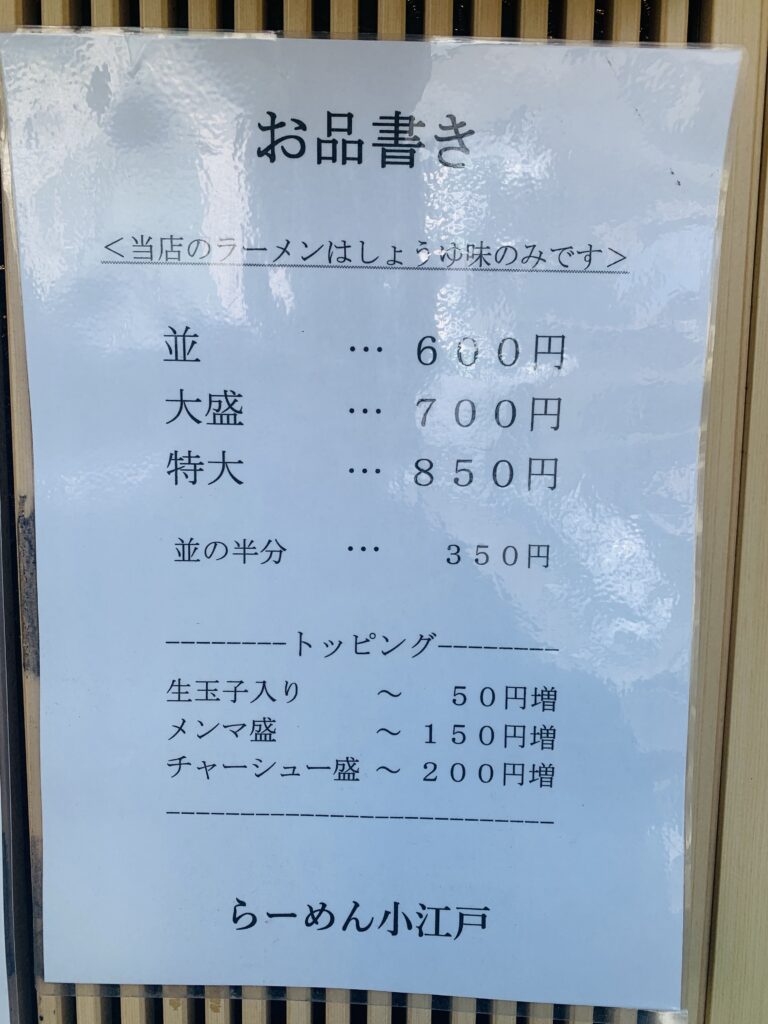 お品書き
＜当店のラーメンはしょうゆ味のみです＞
並 … ６００円
大盛 … ７００円
特大 … ８５０円
並の半分 … ３５０円
--------トッピング--------
生玉子入り ～ ５０円増
メンマ盛 ～ １５０円増
チャーシュー盛 ～ ２００円増
--------------------------
らーめん小江戸